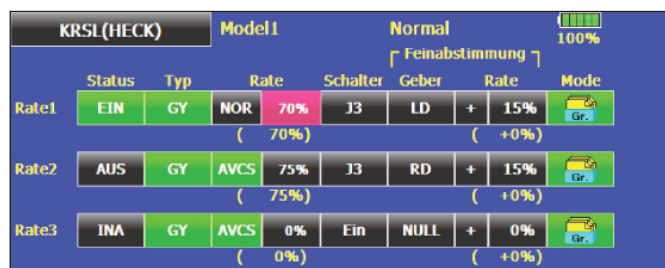 KRSL(HECK) Model1 Normal 100%
Feinabstimmung
Status Typ Rate Schalter Geber Rate Mode
Rate1 EIN GY NOR 70% J3 LD + 15% Gr.
( 70%) ( +0%)
Rate2 AUS GY AVCS 75% J3 RD + 15% Gr.
( 75%) ( +0%)
Rate3 INA GY AVCS 0% Ein NULL + 0% Gr.
( 0%) ( +0%)